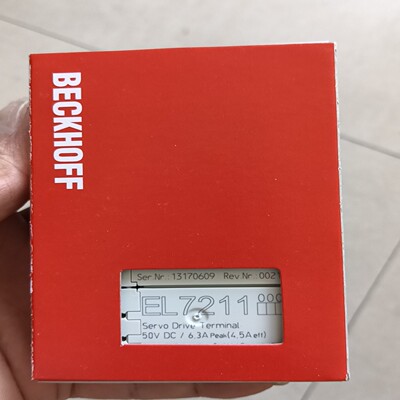 BECKHOFF
Ser Nr: 13170609 Rev.Nr: 002
EL7211
Servo Drive Terminal
50V DC / 6.3A Peak (4.5A eff)